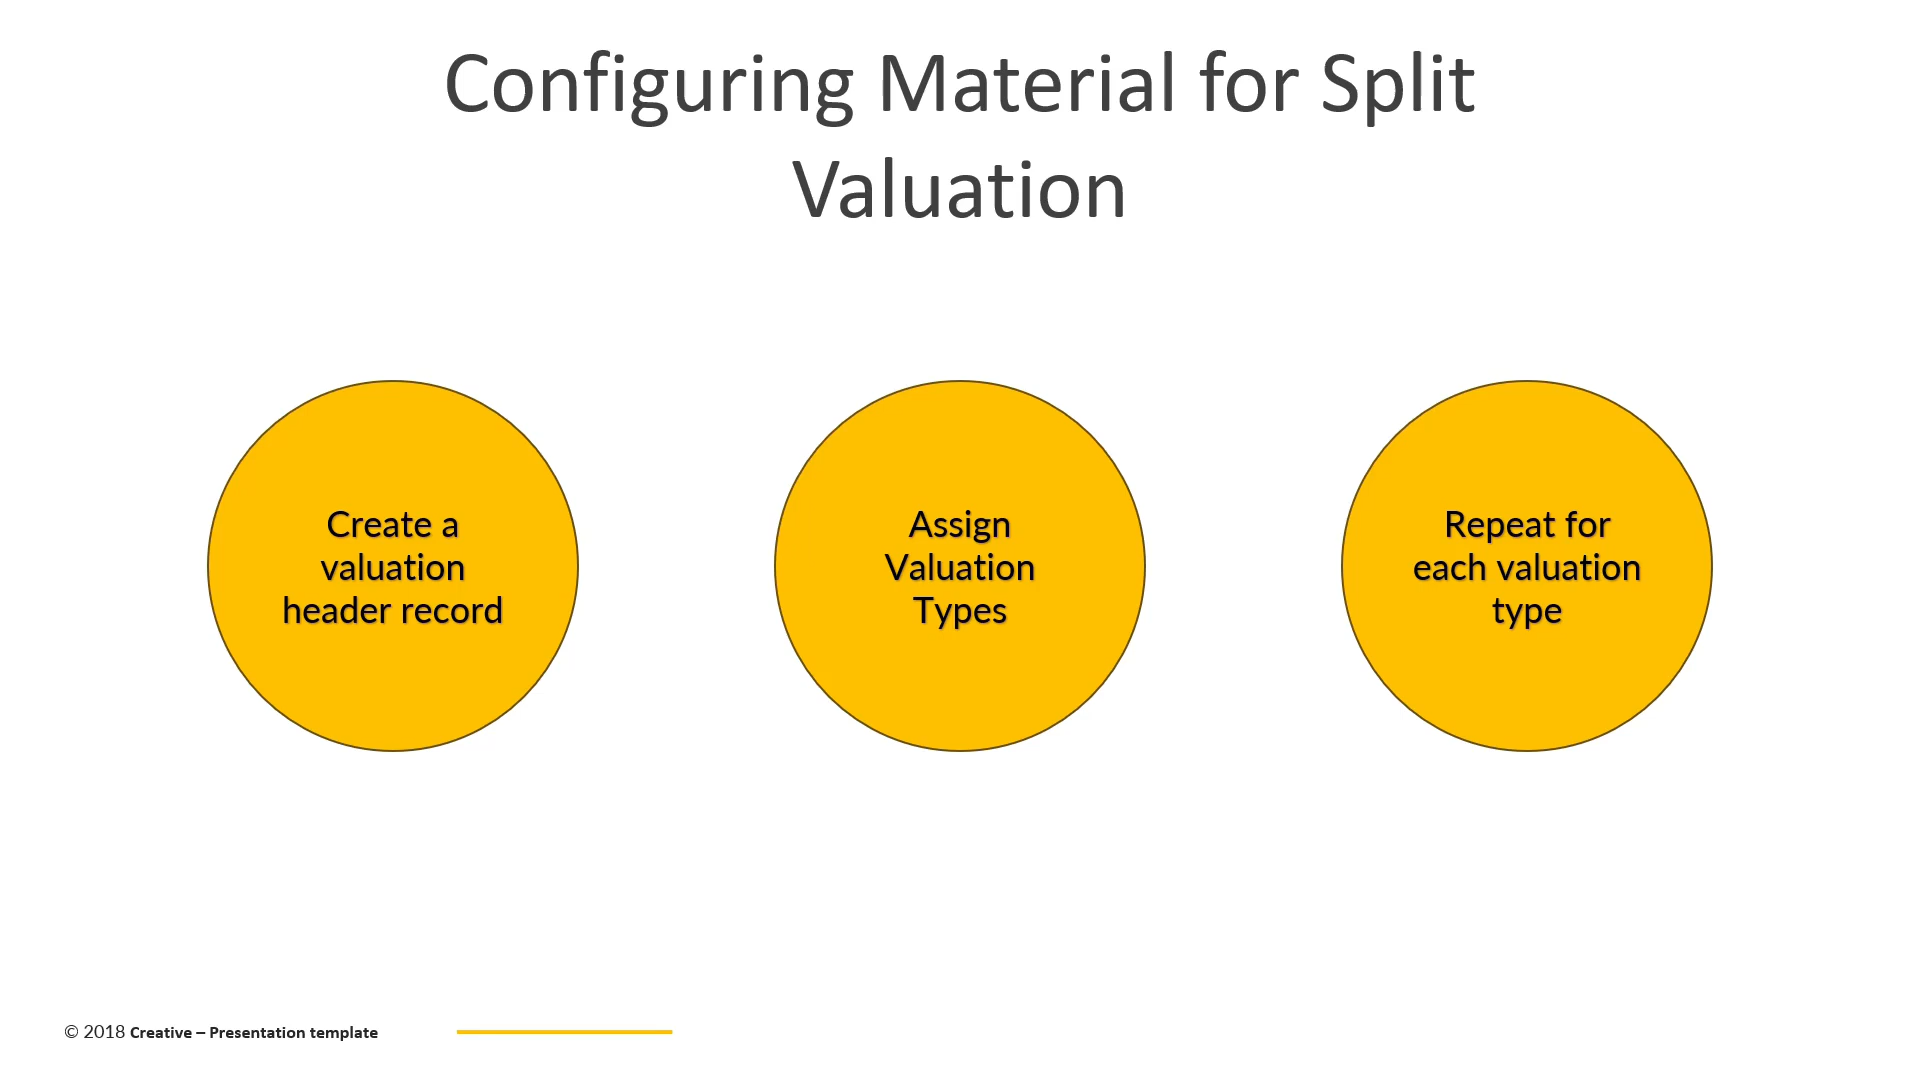 Configuring Material for Split
Valuation
Create a
valuation
header record
Assign
Valuation
Types
Repeat for
each valuation
type
© 2018 Creative – Presentation template